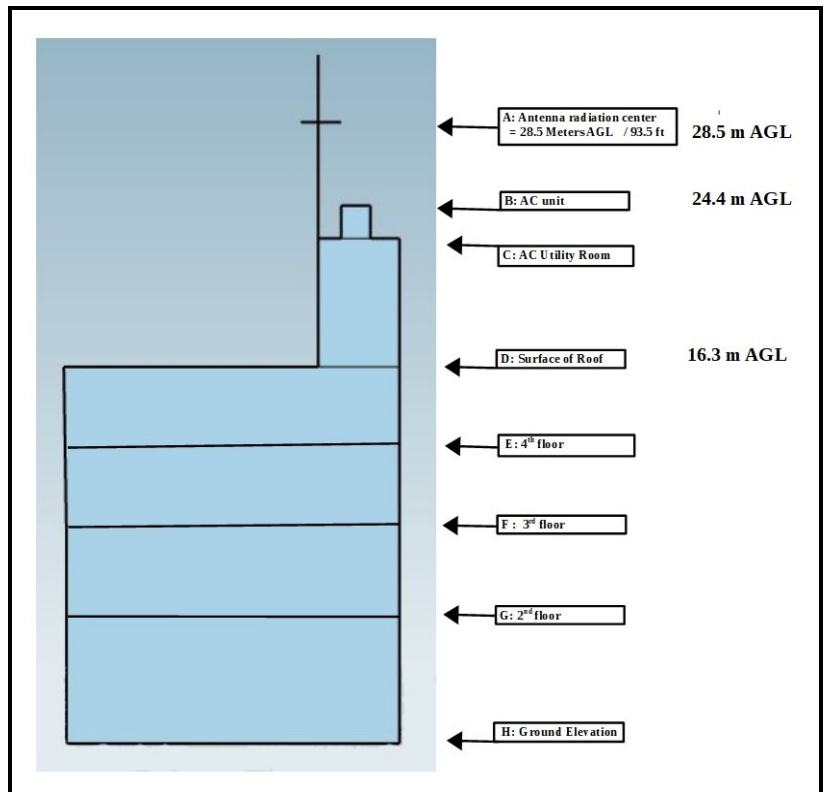 A: Antenna radiation center
= 28.5 Meters AGL / 93.5 ft
28.5 m AGL
B: AC unit
24.4 m AGL
C: AC Utility Room
D: Surface of Roof
16.3 m AGL
E: 4th floor
F : 3rd floor
G: 2nd floor
H: Ground Elevation